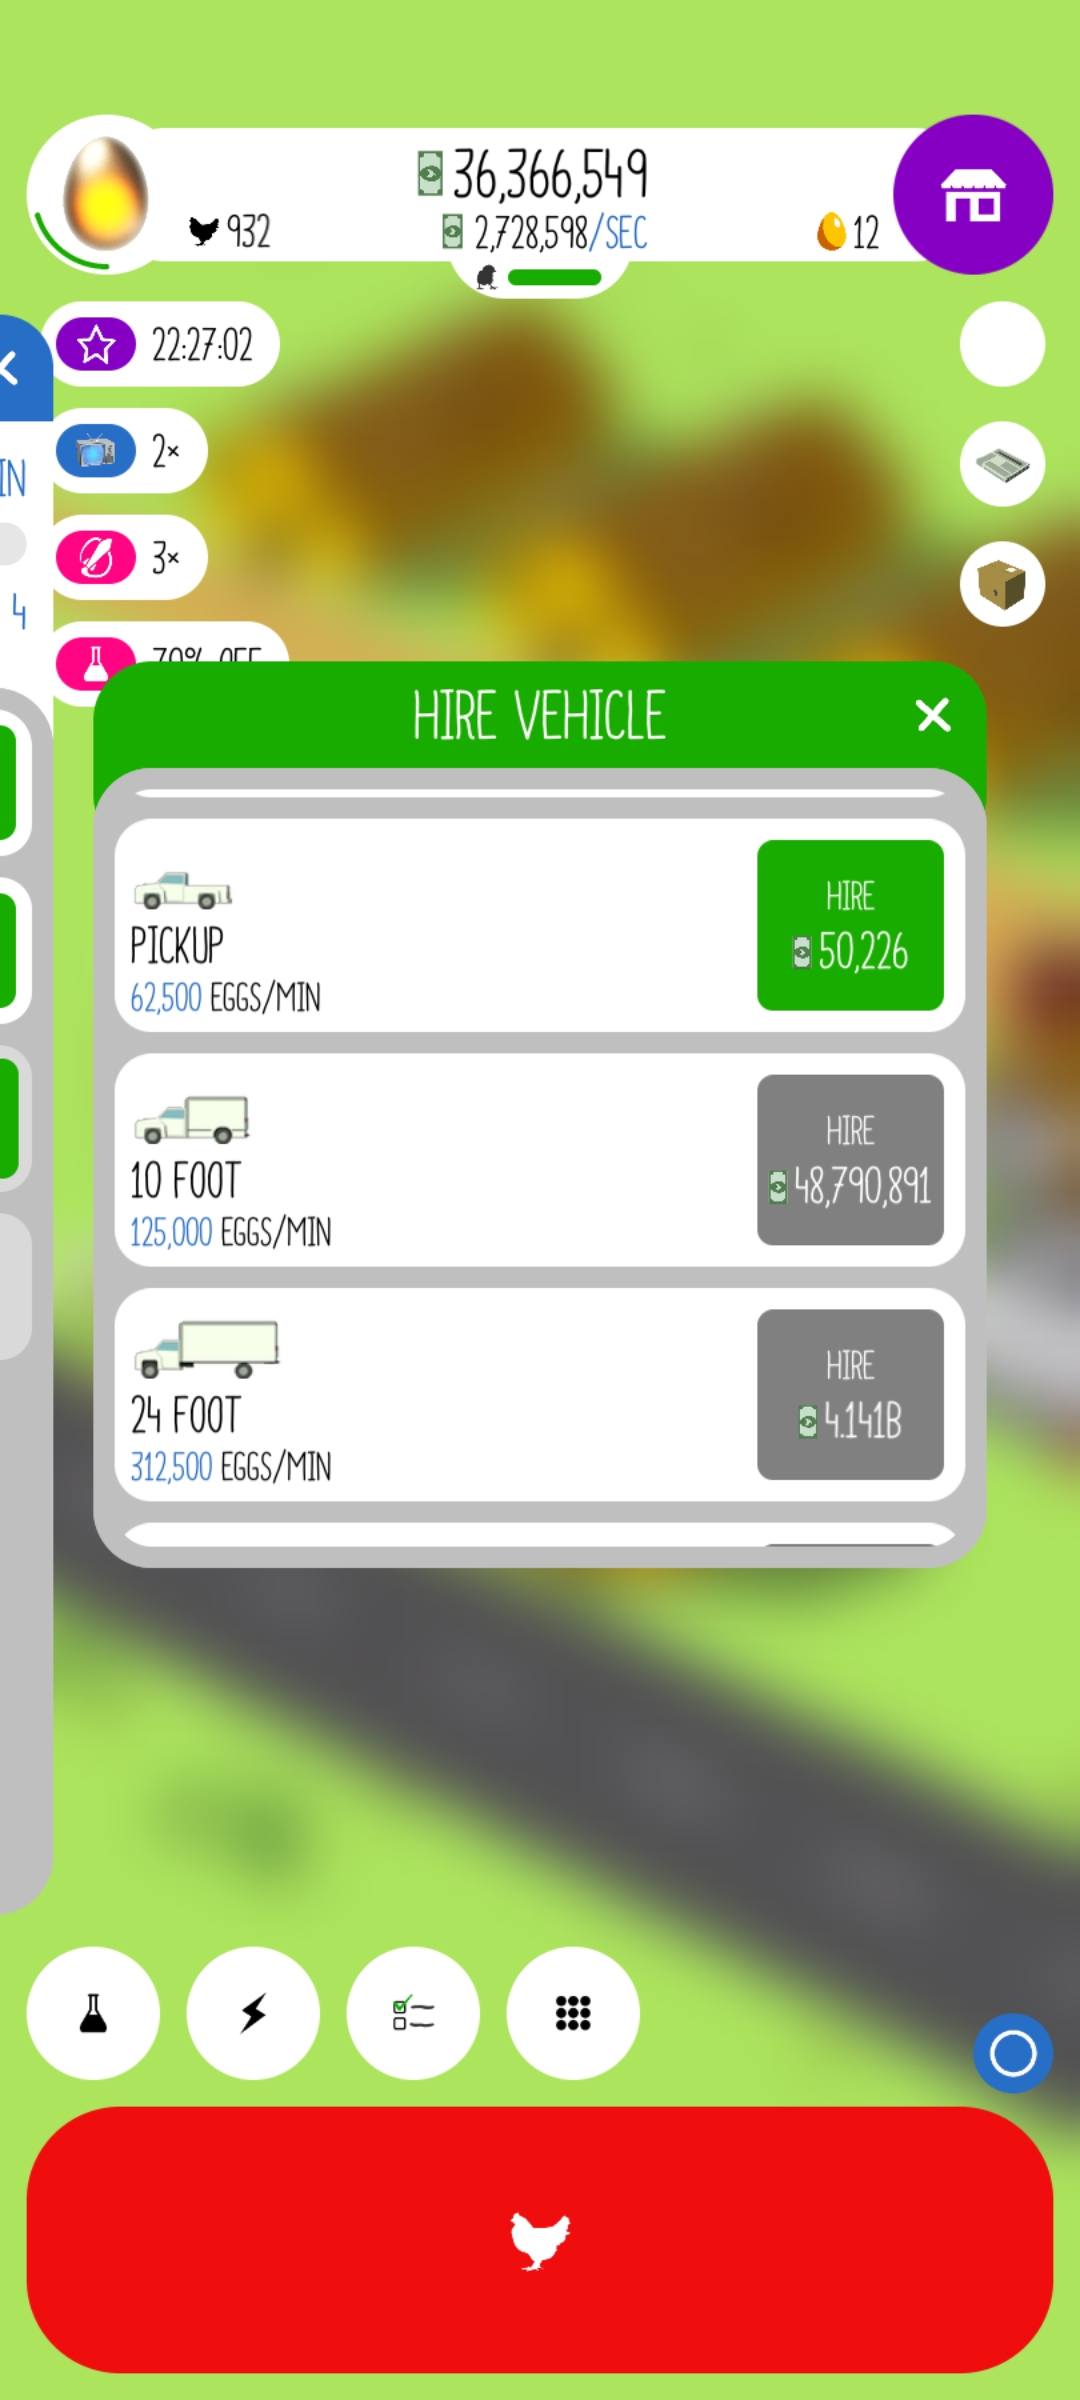 36,366,549
932
2,728,598/SEC
12
22:27:02
2×
IN
3×
4
70% OFF
HIRE VEHICLE
PICKUP
62,500 EGGS/MIN
HIRE
50,226
10 FOOT
125,000 EGGS/MIN
HIRE
48,790,891
24 FOOT
312,500 EGGS/MIN
HIRE
4.141B